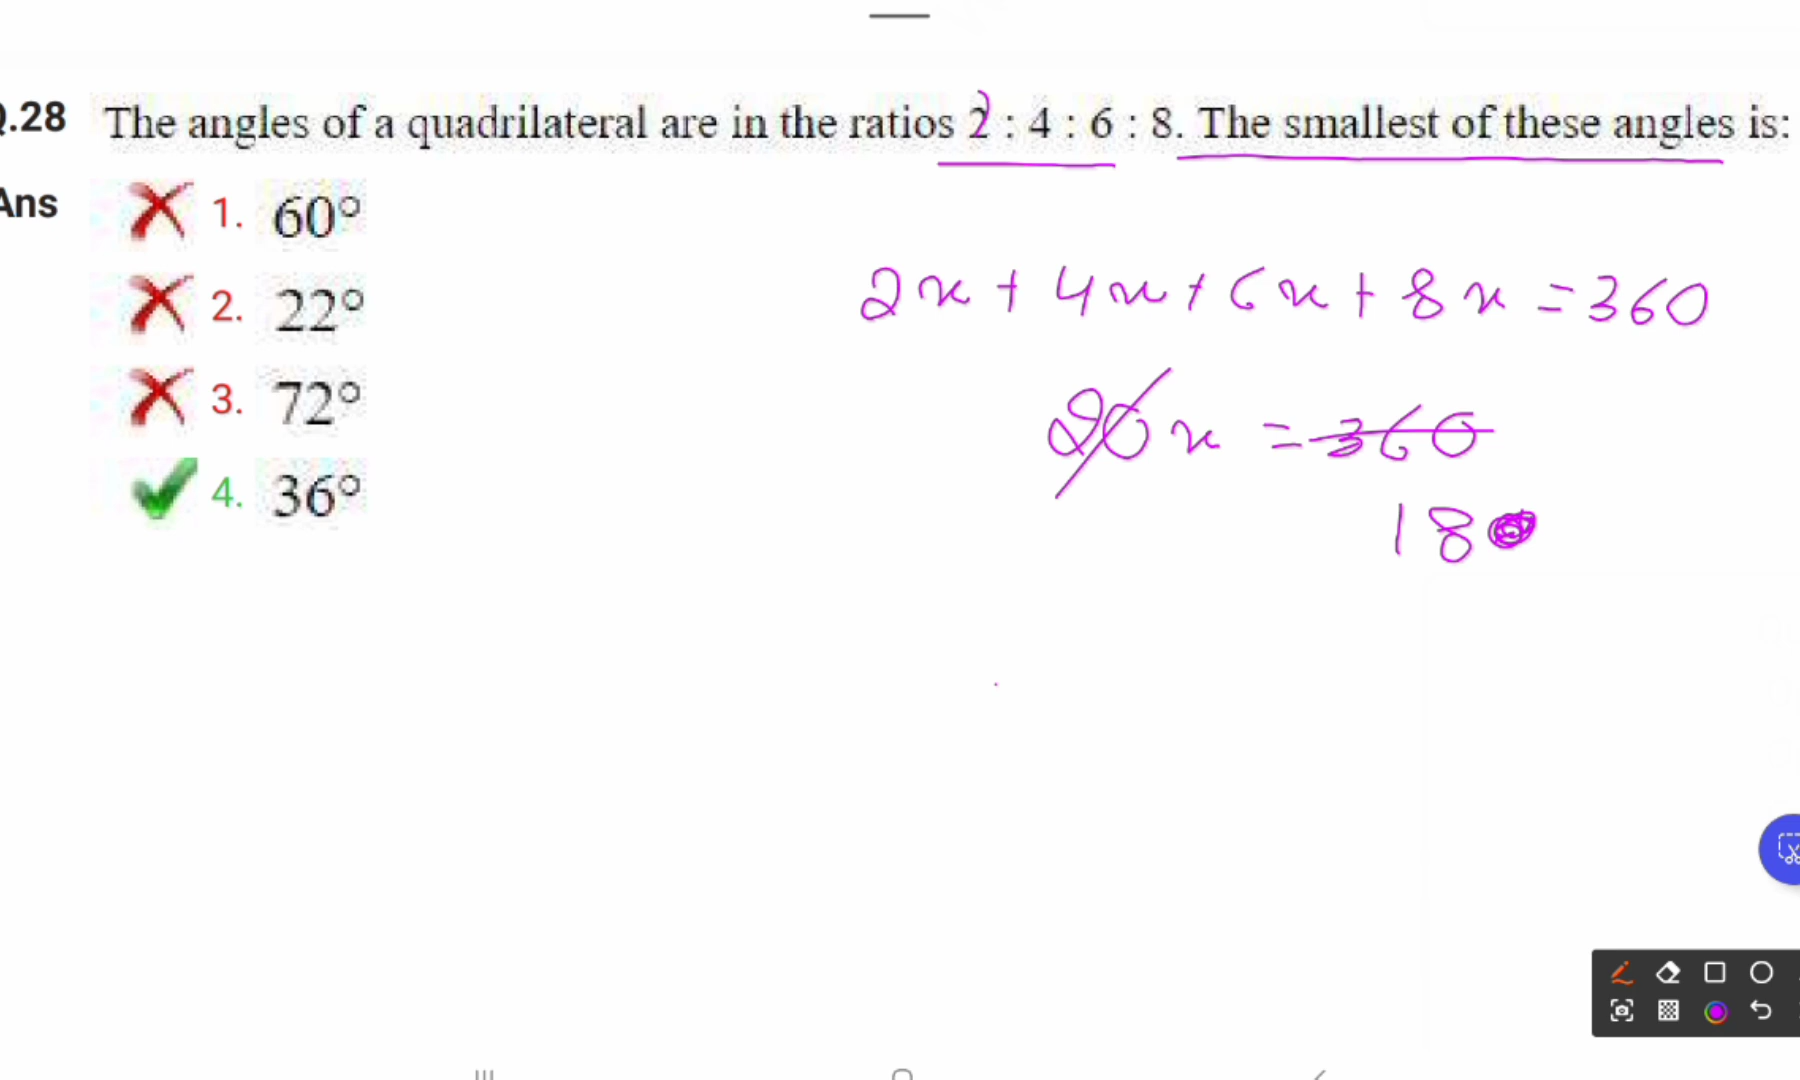 .28 The angles of a quadrilateral are in the ratios 2 : 4 : 6 : 8. The smallest of these angles is:
Ans
1. 60°
2. 22°
3. 72°
4. 36°
2x + 4x + 6x + 8x = 360
20x = 360
18